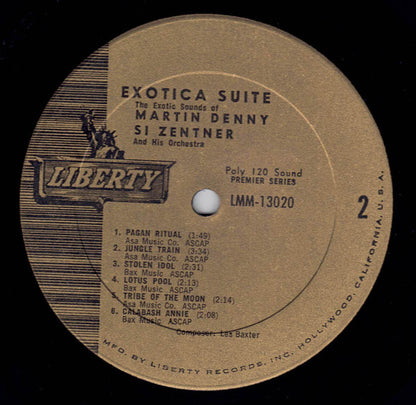 EXOTICA SUITE
The Exotic Sounds of
MARTIN DENNY
SI ZENTNER
And His Orchestra
LIBERTY
Poly 120 Sound
PREMIER SERIES
LMM-13020
2
1. PAGAN RITUAL (1:49)
Asa Music Co. ASCAP
2. JUNGLE TRAIN (3:34)
Asa Music Co. ASCAP
3. STOLEN IDOL (2:31)
Bax Music ASCAP
4. LOTUS POOL (2:13)
Bax Music ASCAP
5. TRIBE OF THE MOON (2:14)
Bax Music ASCAP
6. CALABASH ANNIE (2:08)
Bax Music ASCAP
Composer: Les Baxter
MFG. BY LIBERTY RECORDS, INC. HOLLYWOOD, CALIFORNIA, U. S. A.